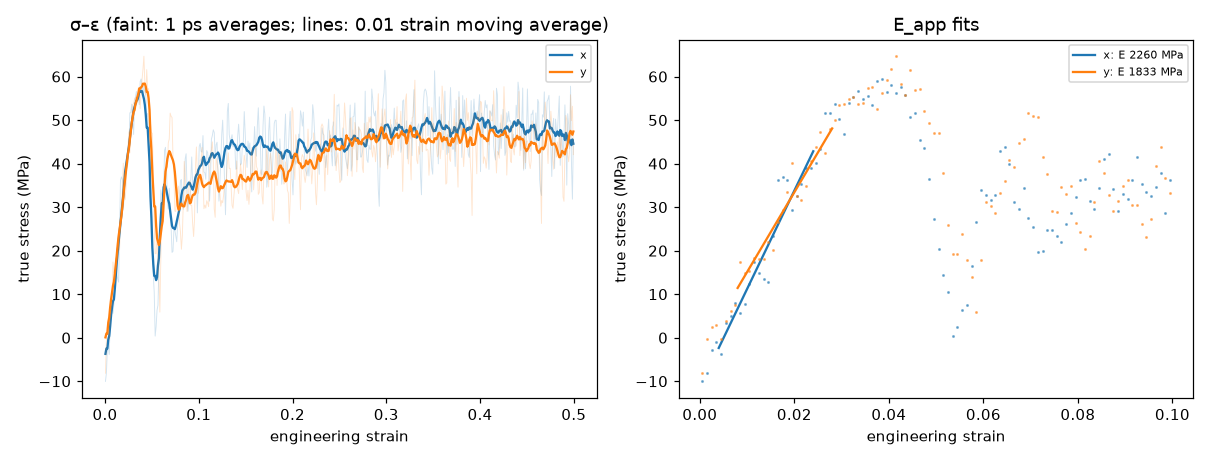 σ–ε (faint: 1 ps averages; lines: 0.01 strain moving average)
x
y
60
50
40
30
20
10
0
−10
true stress (MPa)
0.0
0.1
0.2
0.3
0.4
0.5
engineering strain
E_app fits
x: E 2260 MPa
y: E 1833 MPa
60
50
40
30
20
10
0
−10
true stress (MPa)
0.00
0.02
0.04
0.06
0.08
0.10
engineering strain